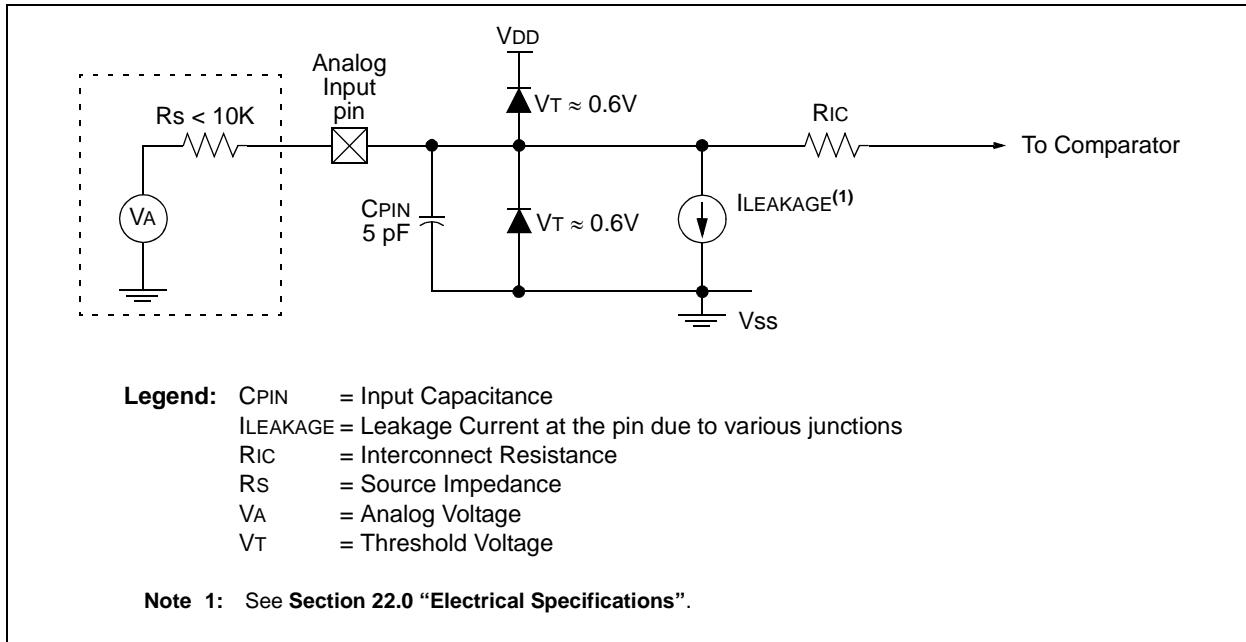 VDD
Analog
Input
pin
Rs < 10K
VT ≈ 0.6V
RIC
To Comparator
VA
CPIN
5 pF
VT ≈ 0.6V
ILEAKAGE(1)
Vss
Legend: CPIN = Input Capacitance
ILEAKAGE = Leakage Current at the pin due to various junctions
RIC = Interconnect Resistance
RS = Source Impedance
VA = Analog Voltage
VT = Threshold Voltage
Note 1: See Section 22.0 “Electrical Specifications”.